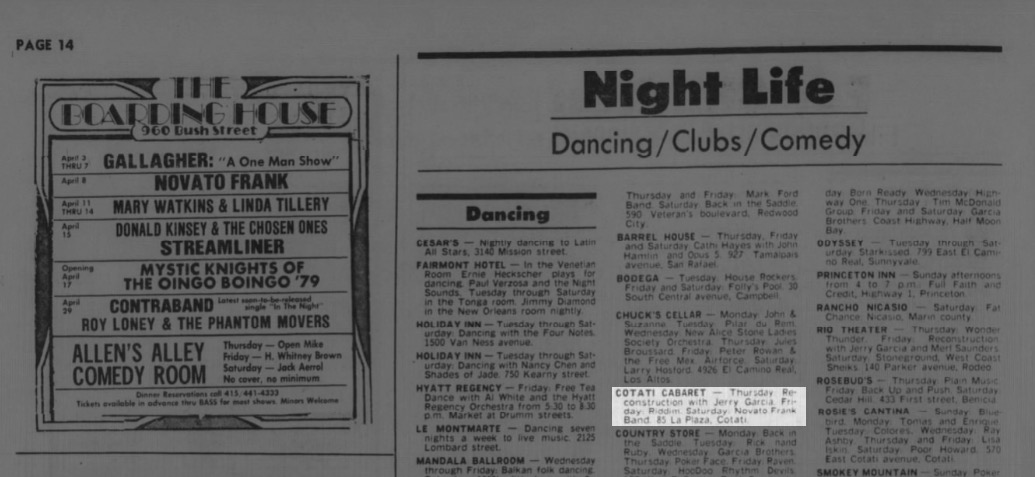 PAGE 14
THE
BOARDING HOUSE
960 Bush Street
April 3
THRU 7
GALLAGHER: "A One Man Show"
April 8
NOVATO FRANK
April 11
THRU 14
MARY WATKINS & LINDA TILLERY
April
15
DONALD KINSEY & THE CHOSEN ONES
STREAMLINER
Opening
April
17
MYSTIC KNIGHTS OF
THE OINGO BOINGO '79
April
29
CONTRABAND
Latest soon-to-be-released
single "In The Night"
ROY LONEY & THE PHANTOM MOVERS
ALLEN'S ALLEY
COMEDY ROOM
Thursday — Open Mike
Friday — H. Whitney Brown
Saturday — Jack Aerrol
No cover, no minimum
Dinner Reservations call 415-441-4333
Tickets available in advance thru BASS for most shows. Minors Welcome
Night Life
Dancing/Clubs/Comedy
Dancing
CESAR'S — Nightly dancing to Latin
All Stars, 3140 Mission street.
FAIRMONT HOTEL — In the Venetian
Room Ernie Heckscher plays for
dancing. Paul Verzosa and the Night
Sounds. Tuesday through Saturday
in the Tonga room. Jimmy Diamond
in the New Orleans room nightly.
HOLIDAY INN — Tuesday through Sat-
urday: Dancing with the Four Notes.
1500 Van Ness avenue.
HOLIDAY INN — Tuesday through Sat-
urday: Dancing with Nancy Chen and
Shades of Jade. 750 Kearny street.
HYATT REGENCY — Friday: Free Tea
Dance with Al White and the Hyatt
Regency Orchestra from 5:30 to 8:30
p.m. Market at Drumm streets.
LE MONTMARTE — Dancing seven
nights a week to live music. 2125
Lombard street.
MANDALA BALLROOM — Wednesday
through Friday: Balkan folk dancing.
Thursday and Friday: Mark Ford
Band. Saturday: Back in the Saddle.
590 Veteran's boulevard, Redwood
City.
BARREL HOUSE — Thursday, Friday
and Saturday: Cathi Hayes with John
Hamlin and Opus 5. 927 Tamalpais
avenue, San Rafael.
BODEGA — Tuesday: House Rockers.
Friday and Saturday: Folly's Pool. 30
South Central avenue, Campbell.
CHUCK'S CELLAR — Monday: John &
Suzanne. Tuesday: Pilar du Rem.
Wednesday: New Alice Stone Ladies
Society Orchestra. Thursday: Jules
Broussard. Friday: Peter Rowan &
the Free Mex Airforce. Saturday:
Larry Hosford. 4926 El Camino Real,
Los Altos.
COTATI CABARET — Thursday: Re-
construction with Jerry Garcia. Fri-
day: Riddim. Saturday: Novato Frank
Band. 85 La Plaza, Cotati.
COUNTRY STORE — Monday: Back in
the Saddle. Tuesday: Rick hand
Ruby. Wednesday: Garcia Brothers.
Thursday: Poker Face. Friday: Raven.
Saturday: HooDoo Rhythm Devils.
day: Born Ready. Wednesday: High-
way One. Thursday: Tim McDonald
Group. Friday and Saturday: Garcia
Brothers. Coast Highway, Half Moon
Bay.
ODYSSEY — Tuesday through Sat-
urday: Starkissed. 799 East El Cami-
no Real, Sunnyvale.
PRINCETON INN — Sunday afternoons
from 4 to 7 p.m.: Full Faith and
Credit, Highway 1, Princeton.
RANCHO NICASIO — Saturday: Fat
Chance. Nicasio, Marin county.
RIO THEATER — Thursday: Wonder
Thunder. Friday: Reconstruction
with Jerry Garcia and Merl Saunders.
Saturday: Stoneground, West Coast
Sheiks. 140 Parker avenue, Rodeo.
ROSEBUD'S — Thursday: Plain Music.
Friday: Back Up and Push. Saturday:
Cedar Hill. 433 First street, Benicia.
ROSIE'S CANTINA — Sunday: Blue-
bird. Monday: Tomas and Enrique.
Tuesday: Colores. Wednesday: Ray
Ashby. Thursday and Friday: Lisa
Iskin. Saturday: Poor Howard. 570
East Cotati avenue, Cotati.
SMOKEY MOUNTAIN — Sunday: Poker